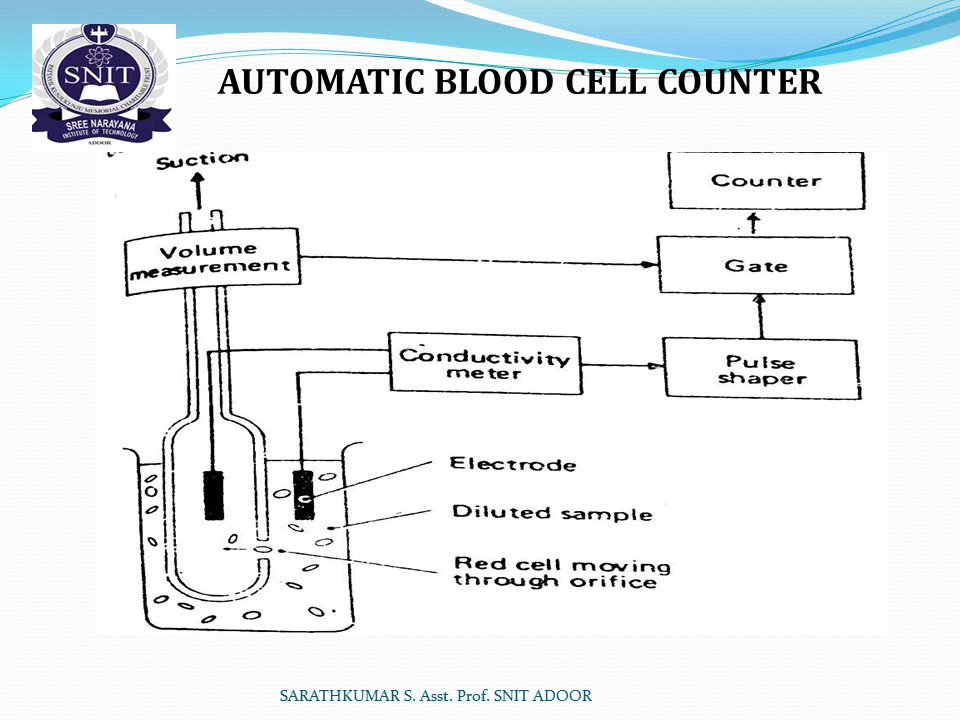 SNIT
SREE NARAYANA
INSTITUTE OF TECHNOLOGY
ADOOR
AUTOMATIC BLOOD CELL COUNTER
Suction
Counter
Volume
measurement
Gate
Conductivity
meter
Pulse
shaper
Electrode
Diluted sample
Red cell moving
through orifice
SARATHKUMAR S. Asst. Prof. SNIT ADOOR